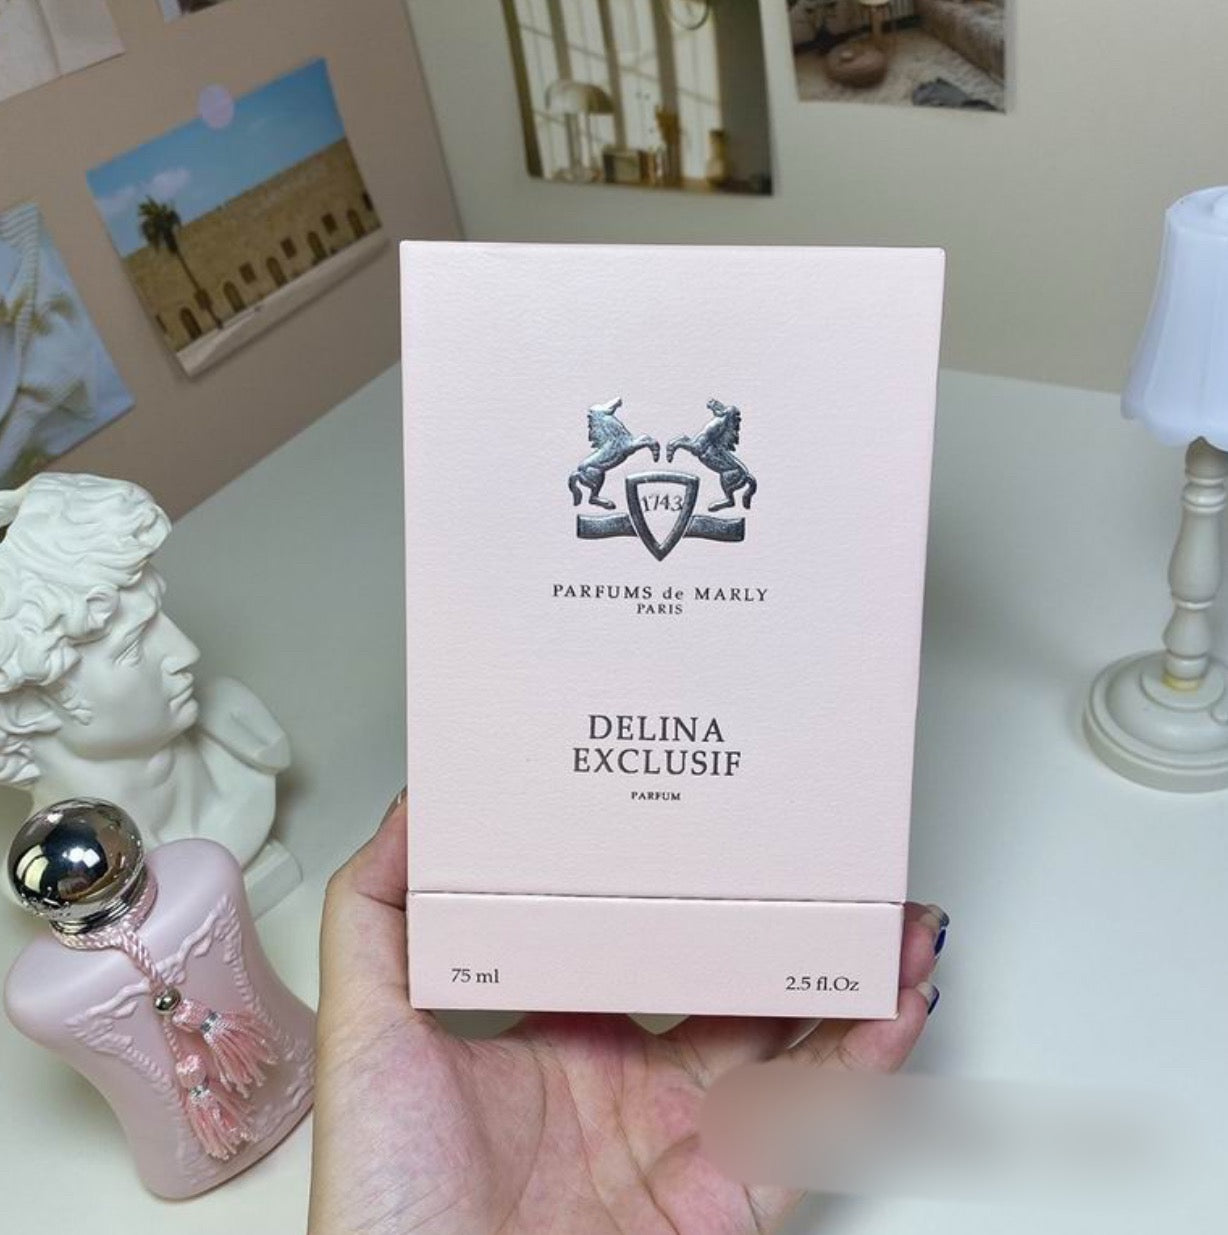 1743
PARFUMS de MARLY
PARIS
DELINA
EXCLUSIF
PARFUM
75 ml
2.5 fl.Oz